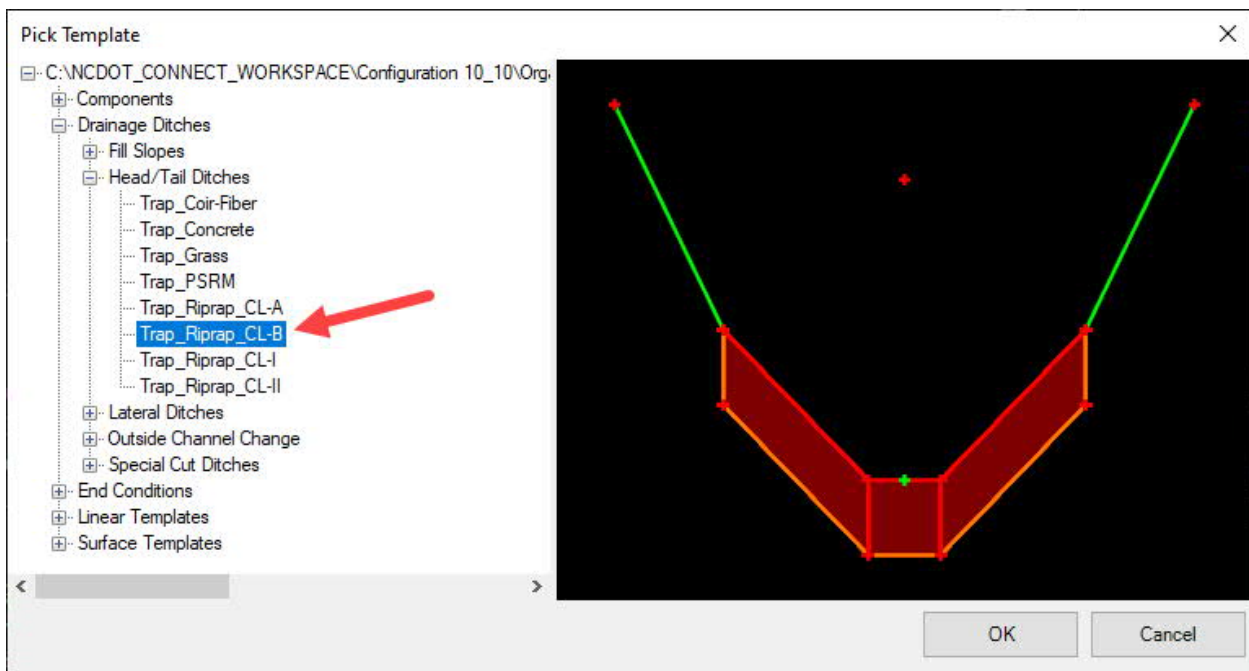 Pick Template
C:\NCDOT_CONNECT_WORKSPACE\Configuration 10_10\Org
Components
Drainage Ditches
Fill Slopes
Head/Tail Ditches
Trap_Coir-Fiber
Trap_Concrete
Trap_Grass
Trap_PSRM
Trap_Riprap_CL-A
Trap_Riprap_CL-B
Trap_Riprap_CL-I
Trap_Riprap_CL-II
Lateral Ditches
Outside Channel Change
Special Cut Ditches
End Conditions
Linear Templates
Surface Templates
OK
Cancel